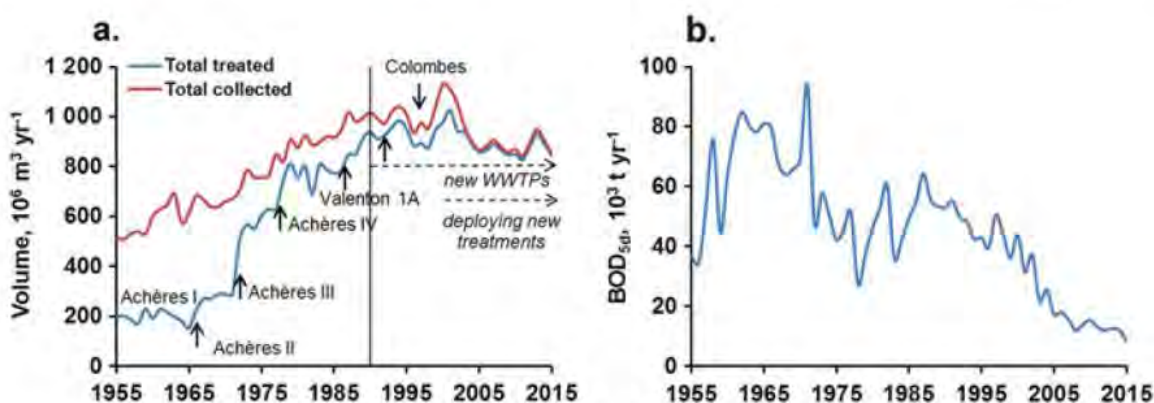 a.
Total treated
Total collected
Volume, 10⁶ m³ yr⁻¹
1 200
1 000
800
600
400
200
0
Colombes
new WWTPs
Valenton 1A
Achères IV
deploying new
treatments
Achères I
Achères III
Achères II
1955 1965 1975 1985 1995 2005 2015
b.
BOD₅d, 10³ t yr⁻¹
100
80
60
40
20
0
1955 1965 1975 1985 1995 2005 2015